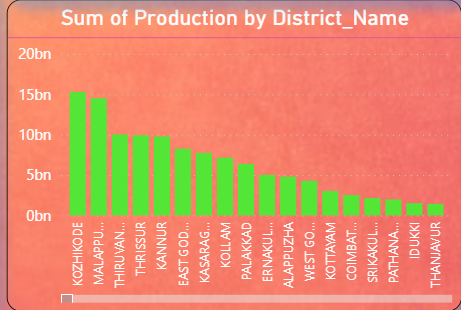 Sum of Production by District_Name
20bn
15bn
10bn
5bn
0bn
KOZHIKODE
MALAPPU...
THIRUVAN...
THRISSUR
KANNUR
EAST GOD...
KASARAG...
KOLLAM
PALAKKAD
ERNAKUL...
ALAPPUZHA
WEST GO...
KOTTAYAM
COIMBAT...
SRIKAKUL...
PATHANA...
IDUKKI
THANJAVUR